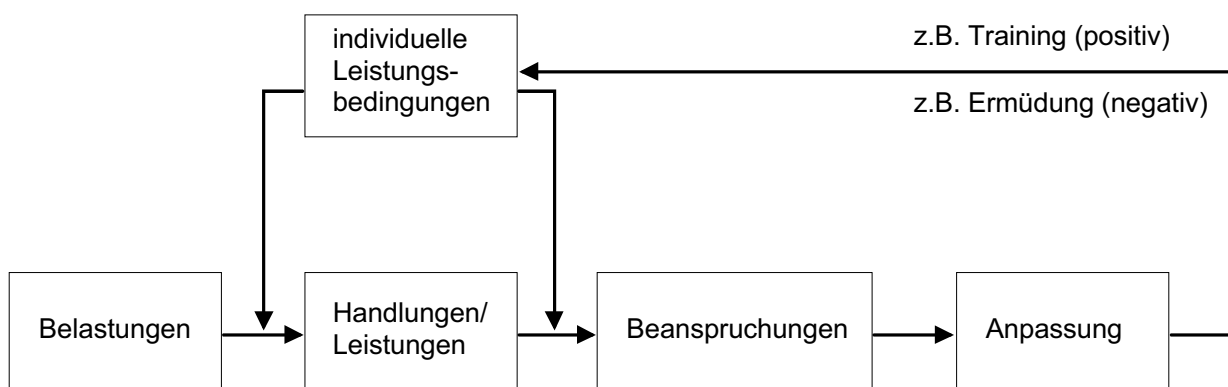 individuelle
Leistungs-
bedingungen
z.B. Training (positiv)
z.B. Ermüdung (negativ)
Belastungen
Handlungen/
Leistungen
Beanspruchungen
Anpassung